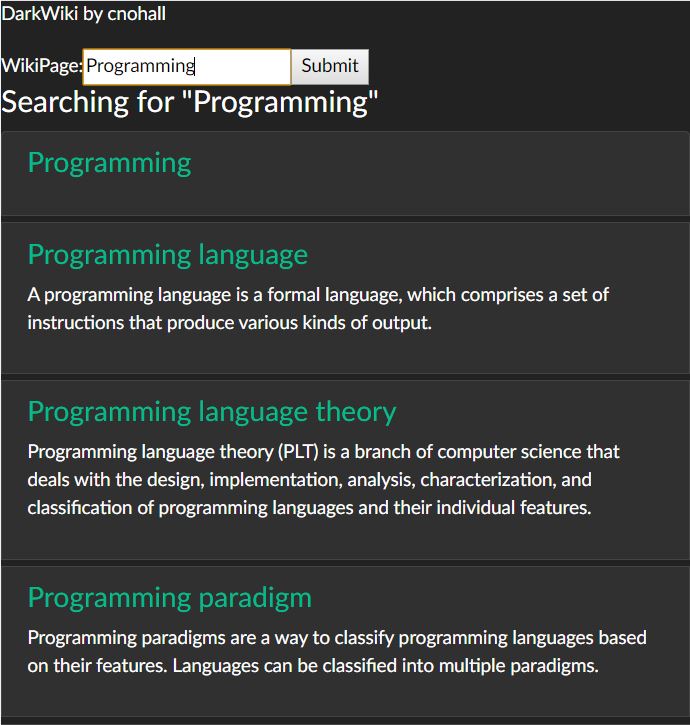 DarkWiki by cnohall
WikiPage: Programming Submit
Searching for "Programming"
Programming
Programming language
A programming language is a formal language, which comprises a set of
instructions that produce various kinds of output.
Programming language theory
Programming language theory (PLT) is a branch of computer science that
deals with the design, implementation, analysis, characterization, and
classification of programming languages and their individual features.
Programming paradigm
Programming paradigms are a way to classify programming languages based
on their features. Languages can be classified into multiple paradigms.